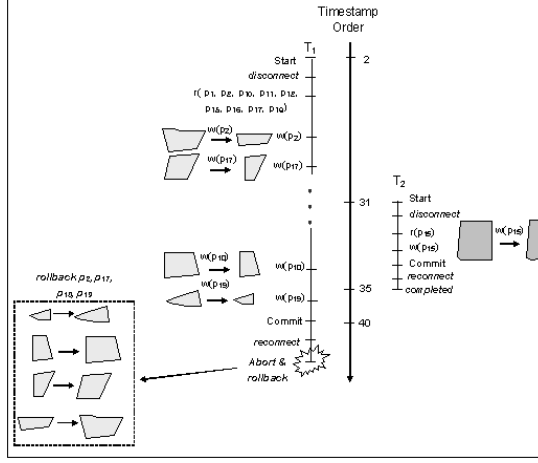 Timestamp
Order
T1
Start
disconnect
r( p1, p2, p10, p11, p12,
p15, p16, p17, p19)
w(p2)
w(p2)
w(p17)
w(p17)
2
31
35
40
T2
Start
disconnect
r(p15)
w(p15)
w(p15)
Commit
reconnect
completed
w(p10)
w(p10)
w(p19)
w(p19)
Commit
reconnect
Abort &
rollback
rollback p2, p17,
p18, p19